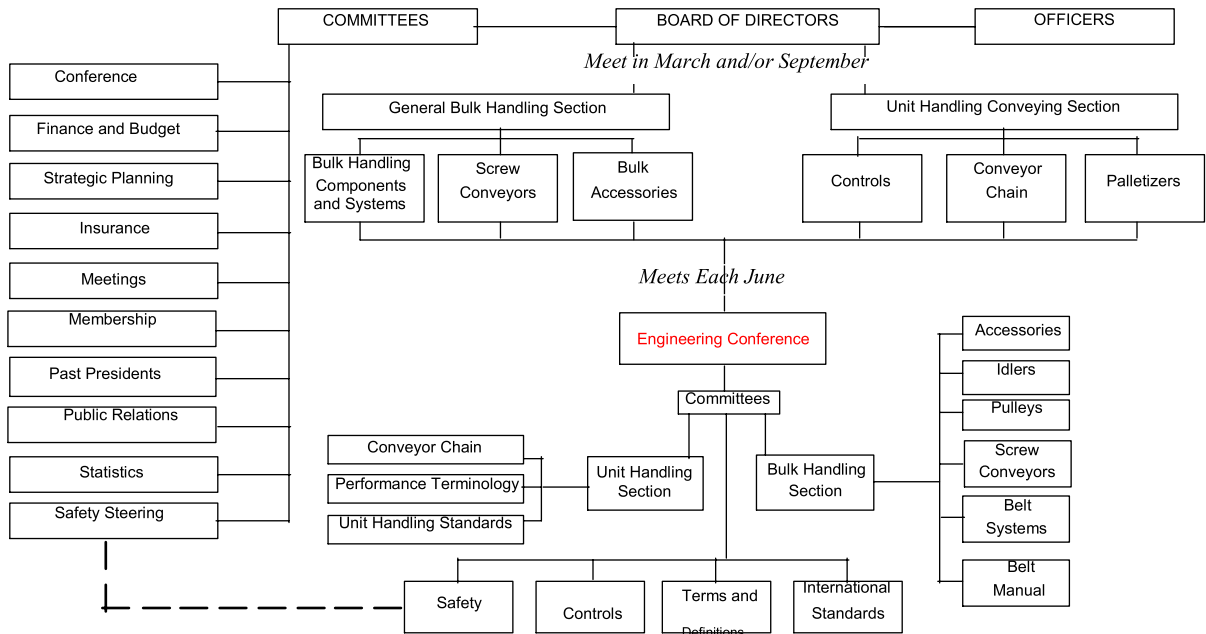 COMMITTEES
BOARD OF DIRECTORS
OFFICERS
Meet in March and/or September
Conference
Finance and Budget
Strategic Planning
Insurance
Meetings
Membership
Past Presidents
Public Relations
Statistics
Safety Steering
General Bulk Handling Section
Unit Handling Conveying Section
Bulk Handling
Components
and Systems
Screw
Conveyors
Bulk
Accessories
Controls
Conveyor
Chain
Palletizers
Meets Each June
Engineering Conference
Committees
Conveyor Chain
Performance Terminology
Unit Handling Standards
Unit Handling
Section
Bulk Handling
Section
Accessories
Idlers
Pulleys
Screw
Conveyors
Belt
Systems
Belt
Manual
Safety
Controls
Terms and
Definitions
International
Standards